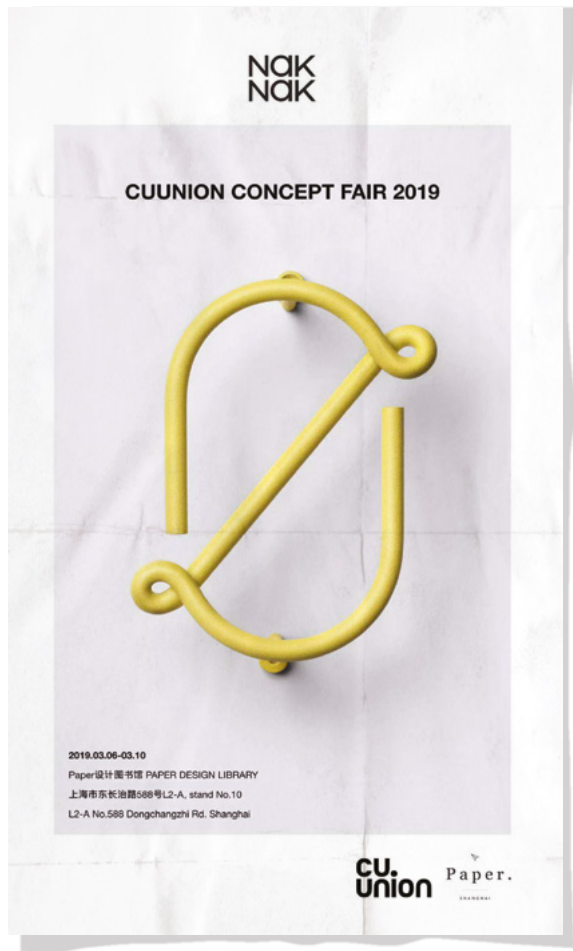 NaK
NaK
CUUNION CONCEPT FAIR 2019
2019.03.06-03.10
Paper设计图书馆 PAPER DESIGN LIBRARY
上海市东长治路588号L2-A, stand No.10
L2-A No.588 Dongchangzhi Rd. Shanghai
cu.
union
Paper.
SHANGHAI